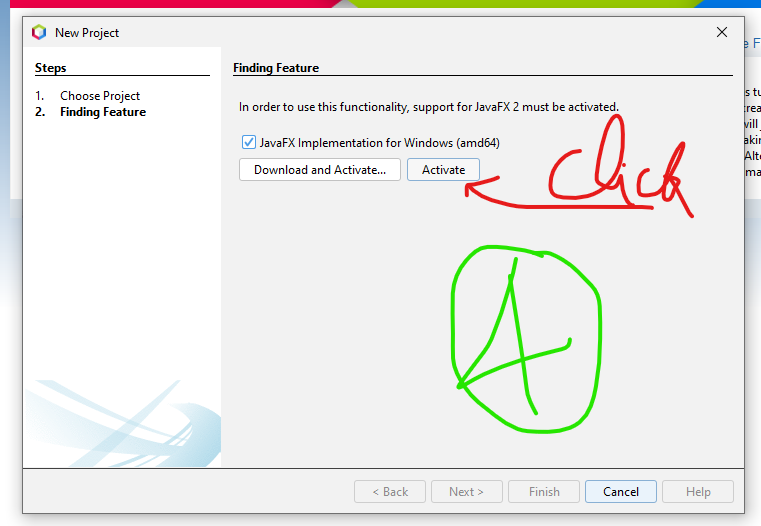 New Project
Steps
1. Choose Project
2. Finding Feature
Finding Feature
In order to use this functionality, support for JavaFX 2 must be activated.
JavaFX Implementation for Windows (amd64)
Download and Activate... Activate
Click
4
< Back Next > Finish Cancel Help